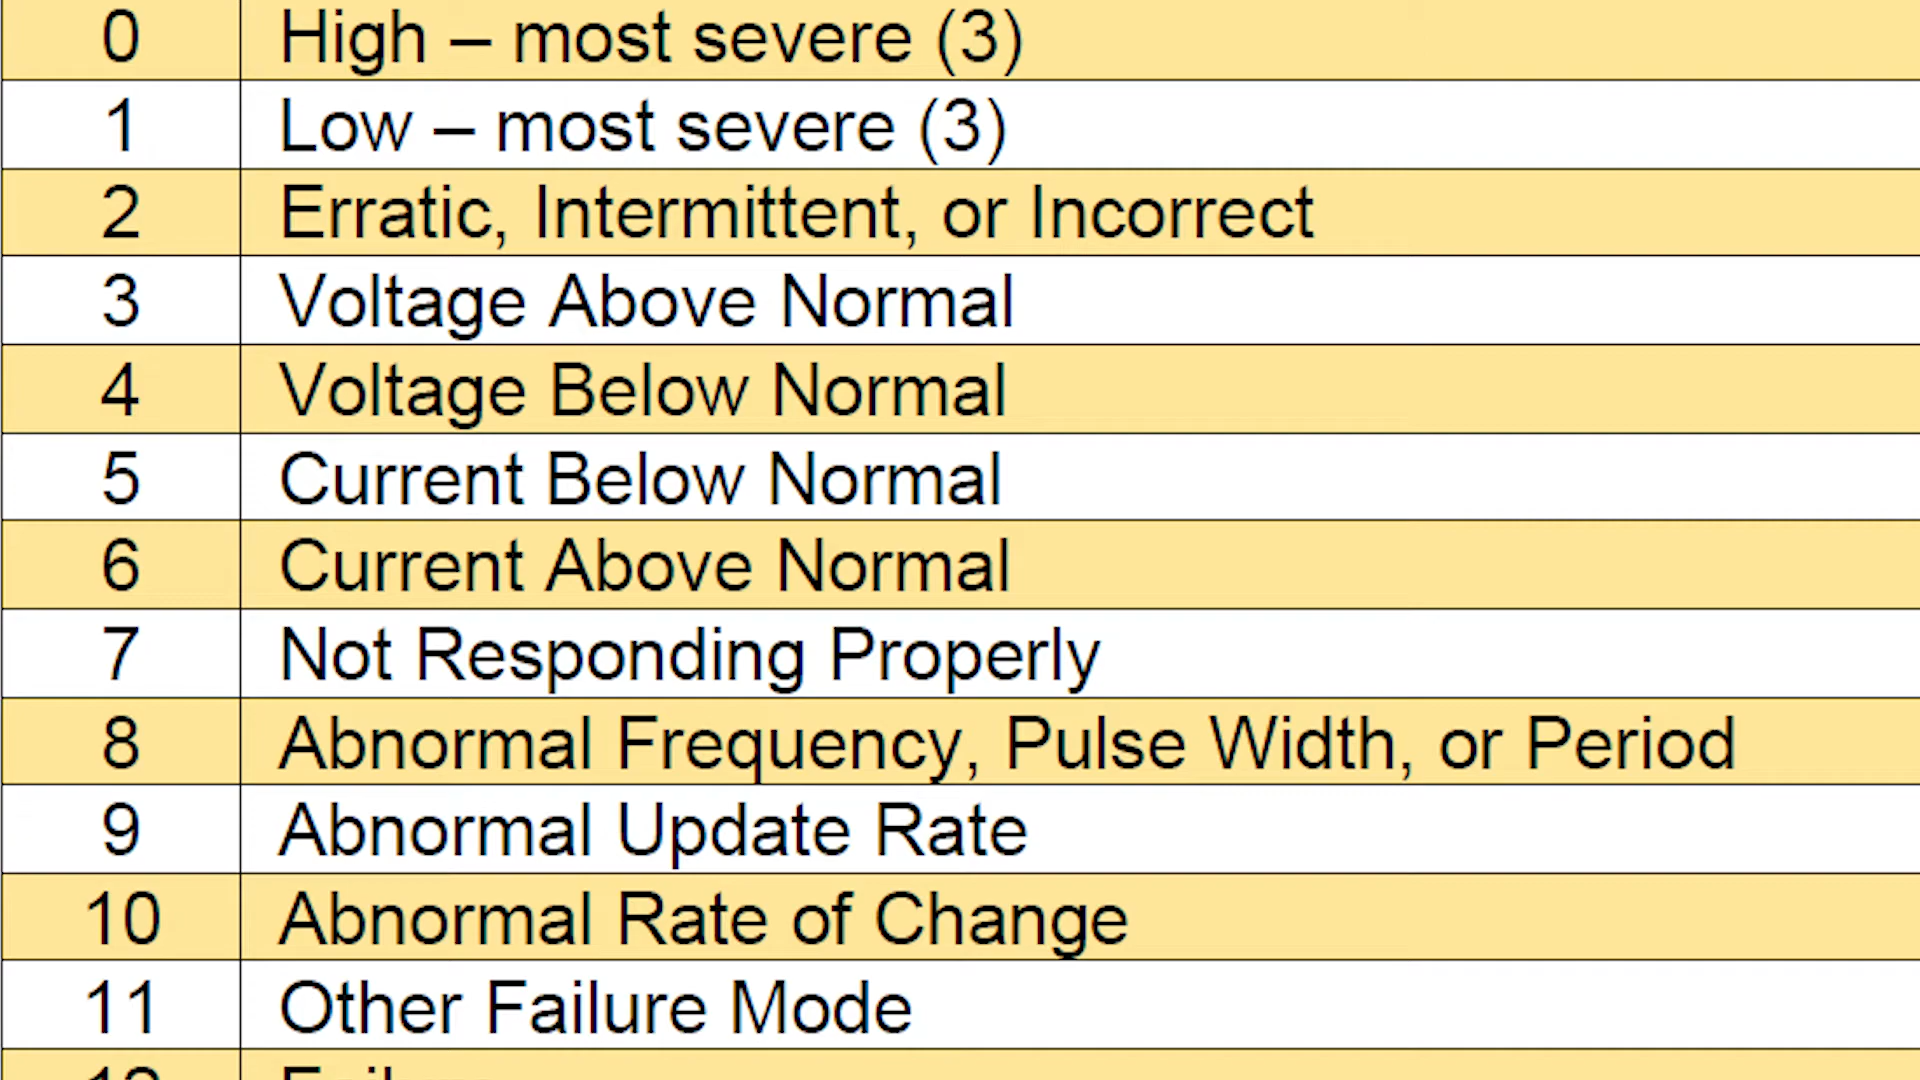 0 High – most severe (3)
1 Low – most severe (3)
2 Erratic, Intermittent, or Incorrect
3 Voltage Above Normal
4 Voltage Below Normal
5 Current Below Normal
6 Current Above Normal
7 Not Responding Properly
8 Abnormal Frequency, Pulse Width, or Period
9 Abnormal Update Rate
10 Abnormal Rate of Change
11 Other Failure Mode